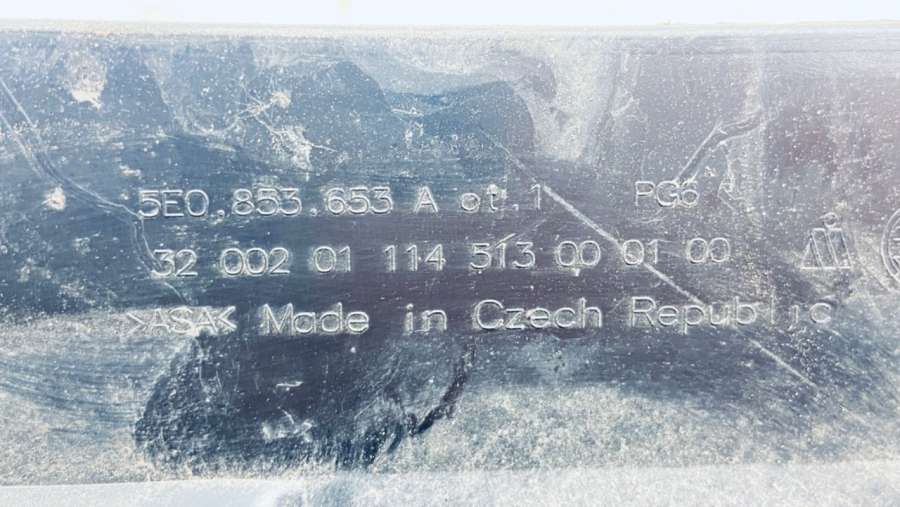 5E0.853.653 A ot.1 PG6
32 002 01 114 513 00 01 00
>ASA< Made in Czech Republic